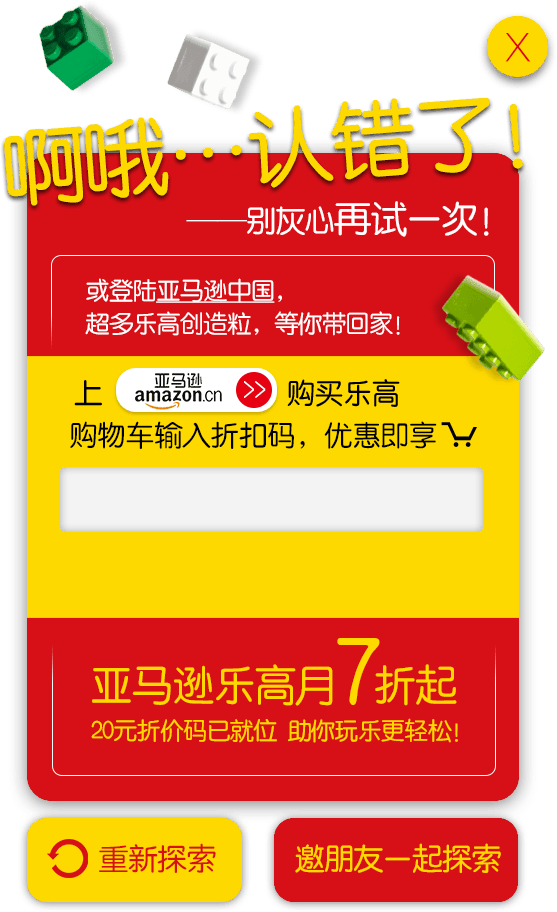 X
啊哦…认错了!
——别灰心再试一次!
或登陆亚马逊中国,
超多乐高创造粒,等你带回家!
上 亚马逊 amazon.cn >> 购买乐高
购物车输入折扣码,优惠即享
亚马逊乐高月7折起
20元折价码已就位 助你玩乐更轻松!
重新探索
邀朋友一起探索